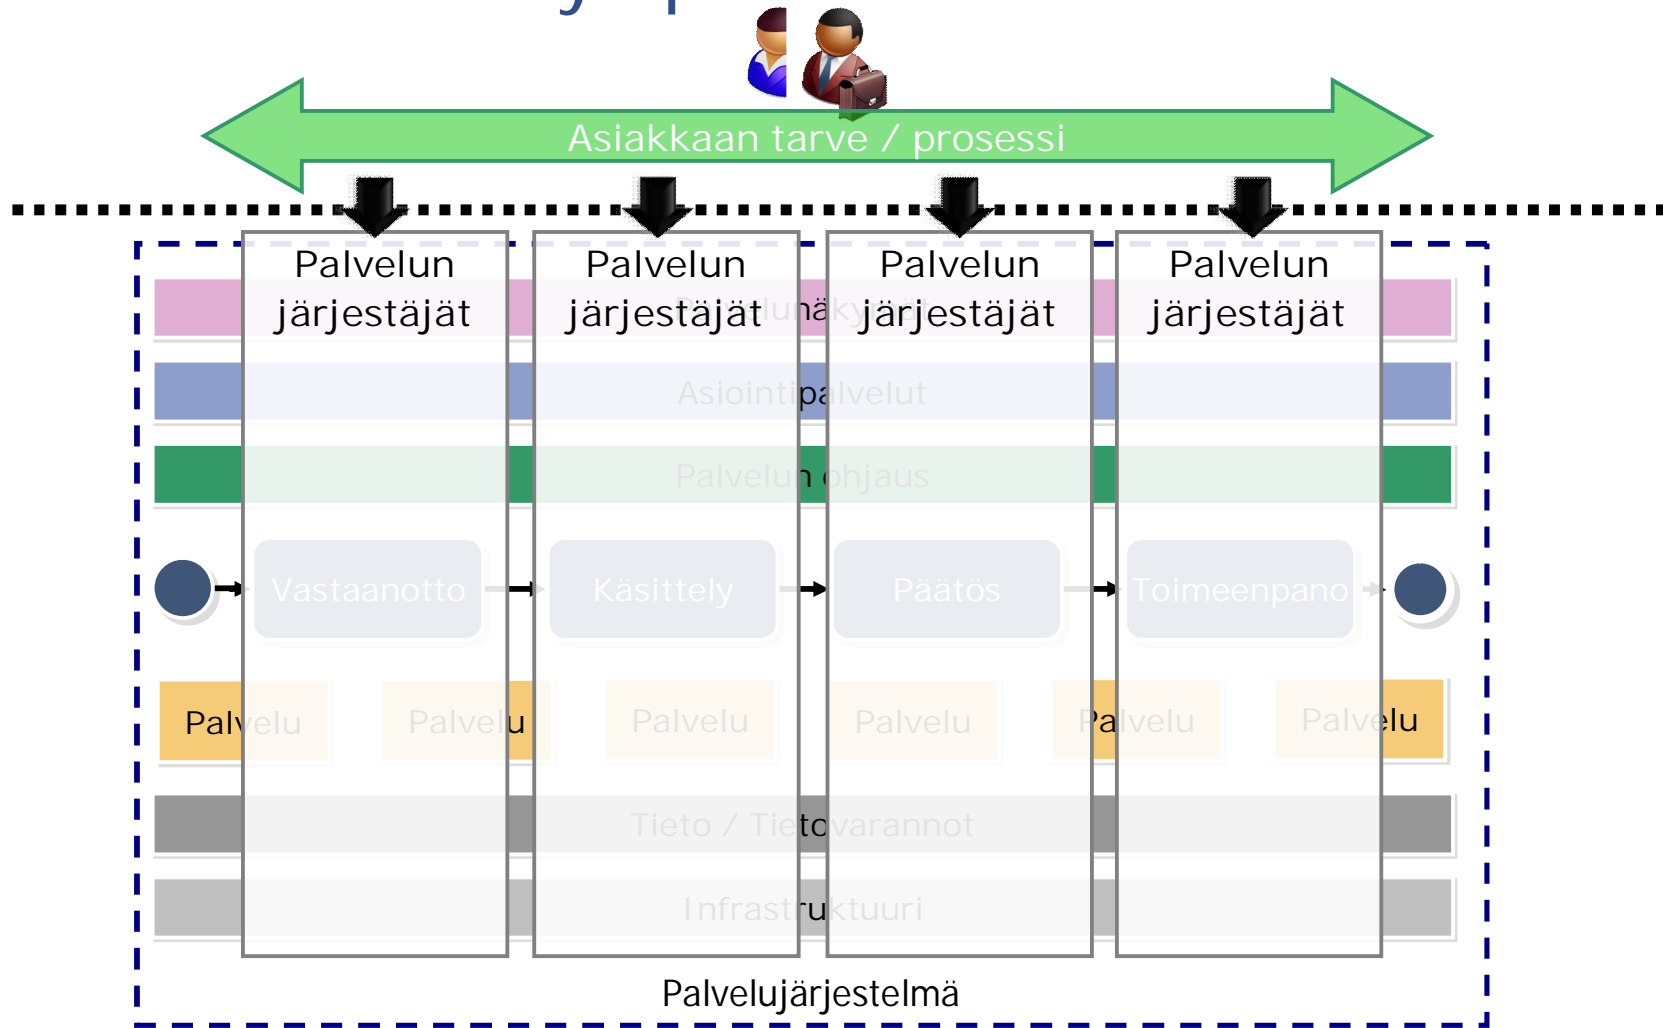 Asiakkaan tarve / prosessi
Palvelun
järjestäjät
Palvelun
järjestäjät
Palvelun
järjestäjät
Palvelun
järjestäjät
Palvelunäkymät
Asiointipalvelut
Palvelun ohjaus
Vastaanotto
Käsittely
Päätös
Toimeenpano
Palvelu
Palvelu
Palvelu
Palvelu
Palvelu
Palvelu
Tieto / Tietovarannot
Infrastruktuuri
Palvelujärjestelmä